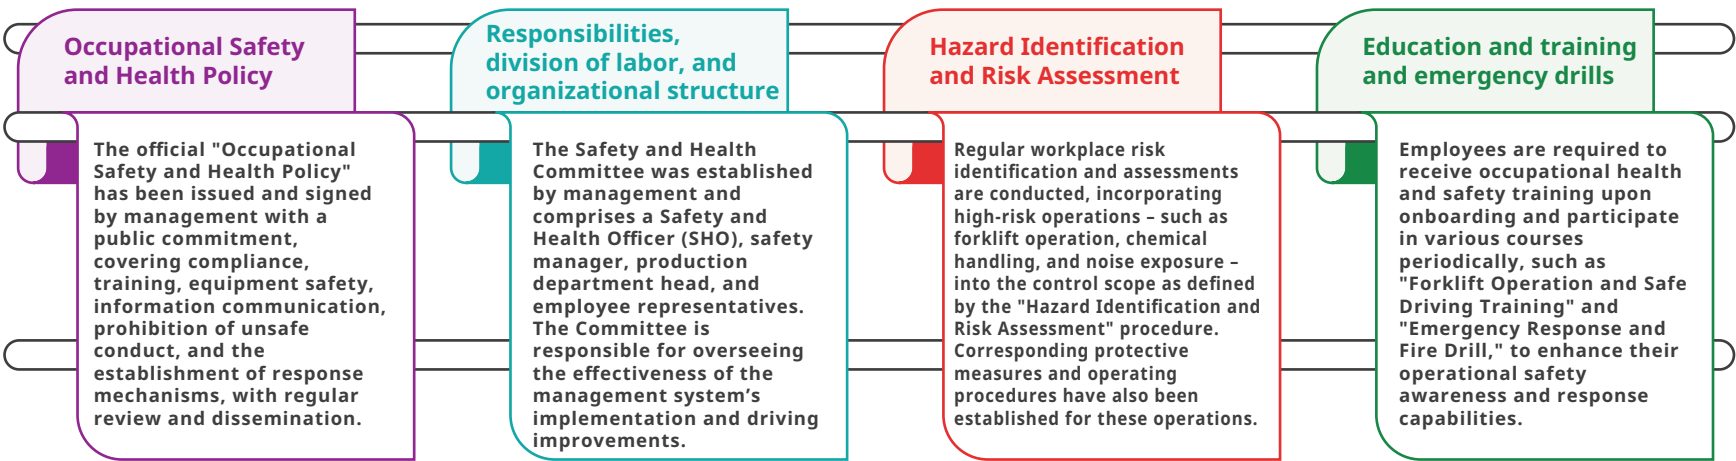 Occupational Safety
and Health Policy
The official "Occupational
Safety and Health Policy"
has been issued and signed
by management with a
public commitment,
covering compliance,
training, equipment safety,
information communication,
prohibition of unsafe
conduct, and the
establishment of response
mechanisms, with regular
review and dissemination.
Responsibilities,
division of labor, and
organizational structure
The Safety and Health
Committee was established
by management and
comprises a Safety and
Health Officer (SHO), safety
manager, production
department head, and
employee representatives.
The Committee is
responsible for overseeing
the effectiveness of the
management system’s
implementation and driving
improvements.
Hazard Identification
and Risk Assessment
Regular workplace risk
identification and assessments
are conducted, incorporating
high-risk operations – such as
forklift operation, chemical
handling, and noise exposure –
into the control scope as defined
by the "Hazard Identification and
Risk Assessment" procedure.
Corresponding protective
measures and operating
procedures have also been
established for these operations.
Education and training
and emergency drills
Employees are required to
receive occupational health
and safety training upon
onboarding and participate
in various courses
periodically, such as
"Forklift Operation and Safe
Driving Training" and
"Emergency Response and
Fire Drill," to enhance their
operational safety
awareness and response
capabilities.